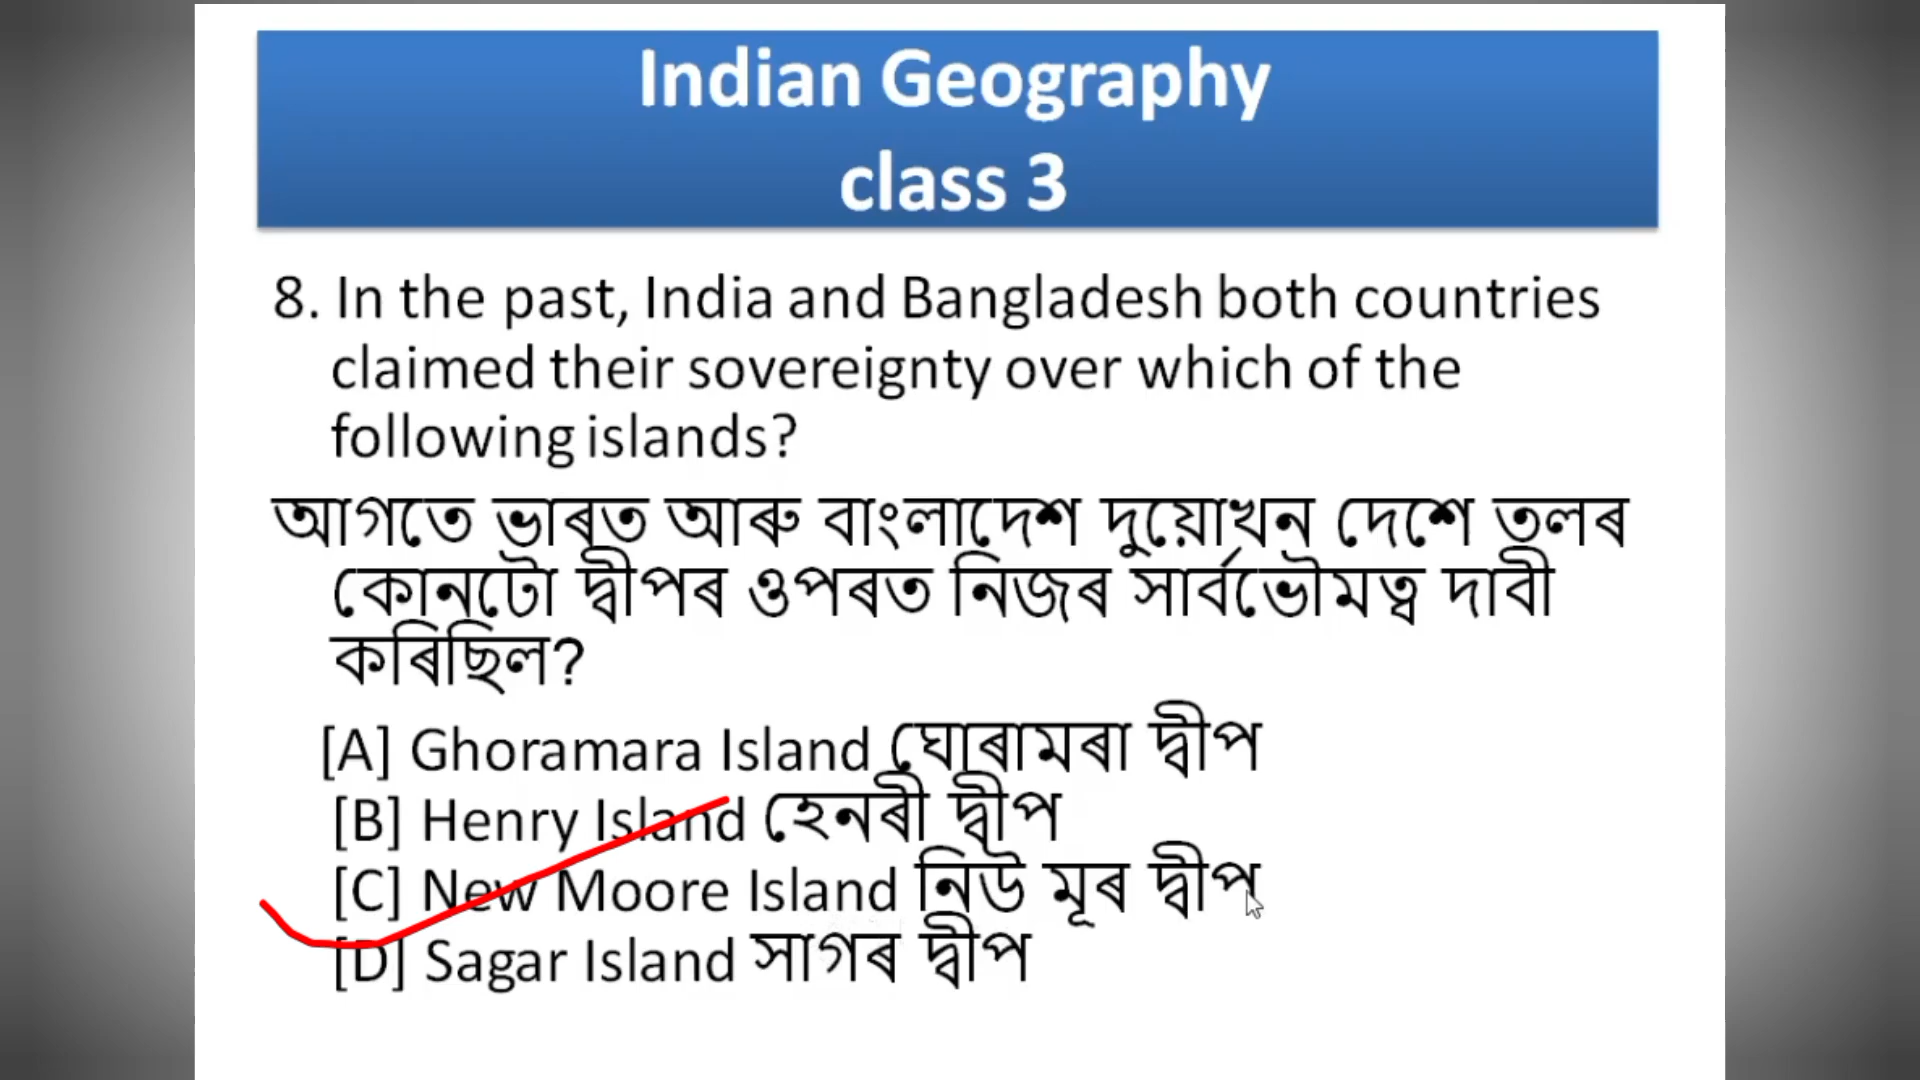 Indian Geography
class 3
8. In the past, India and Bangladesh both countries
claimed their sovereignty over which of the
following islands?
আগতে ভাৰত আৰু বাংলাদেশ দুয়োখন দেশে তলৰ
কোনটো দ্বীপৰ ওপৰত নিজৰ সাৰ্বভৌমত্ব দাবী
কৰিছিল?
[A] Ghoramara Island ঘোৰামৰা দ্বীপ
[B] Henry Island হেনৰী দ্বীপ
[C] New Moore Island নিউ মূৰ দ্বীপ
[D] Sagar Island সাগৰ দ্বীপ